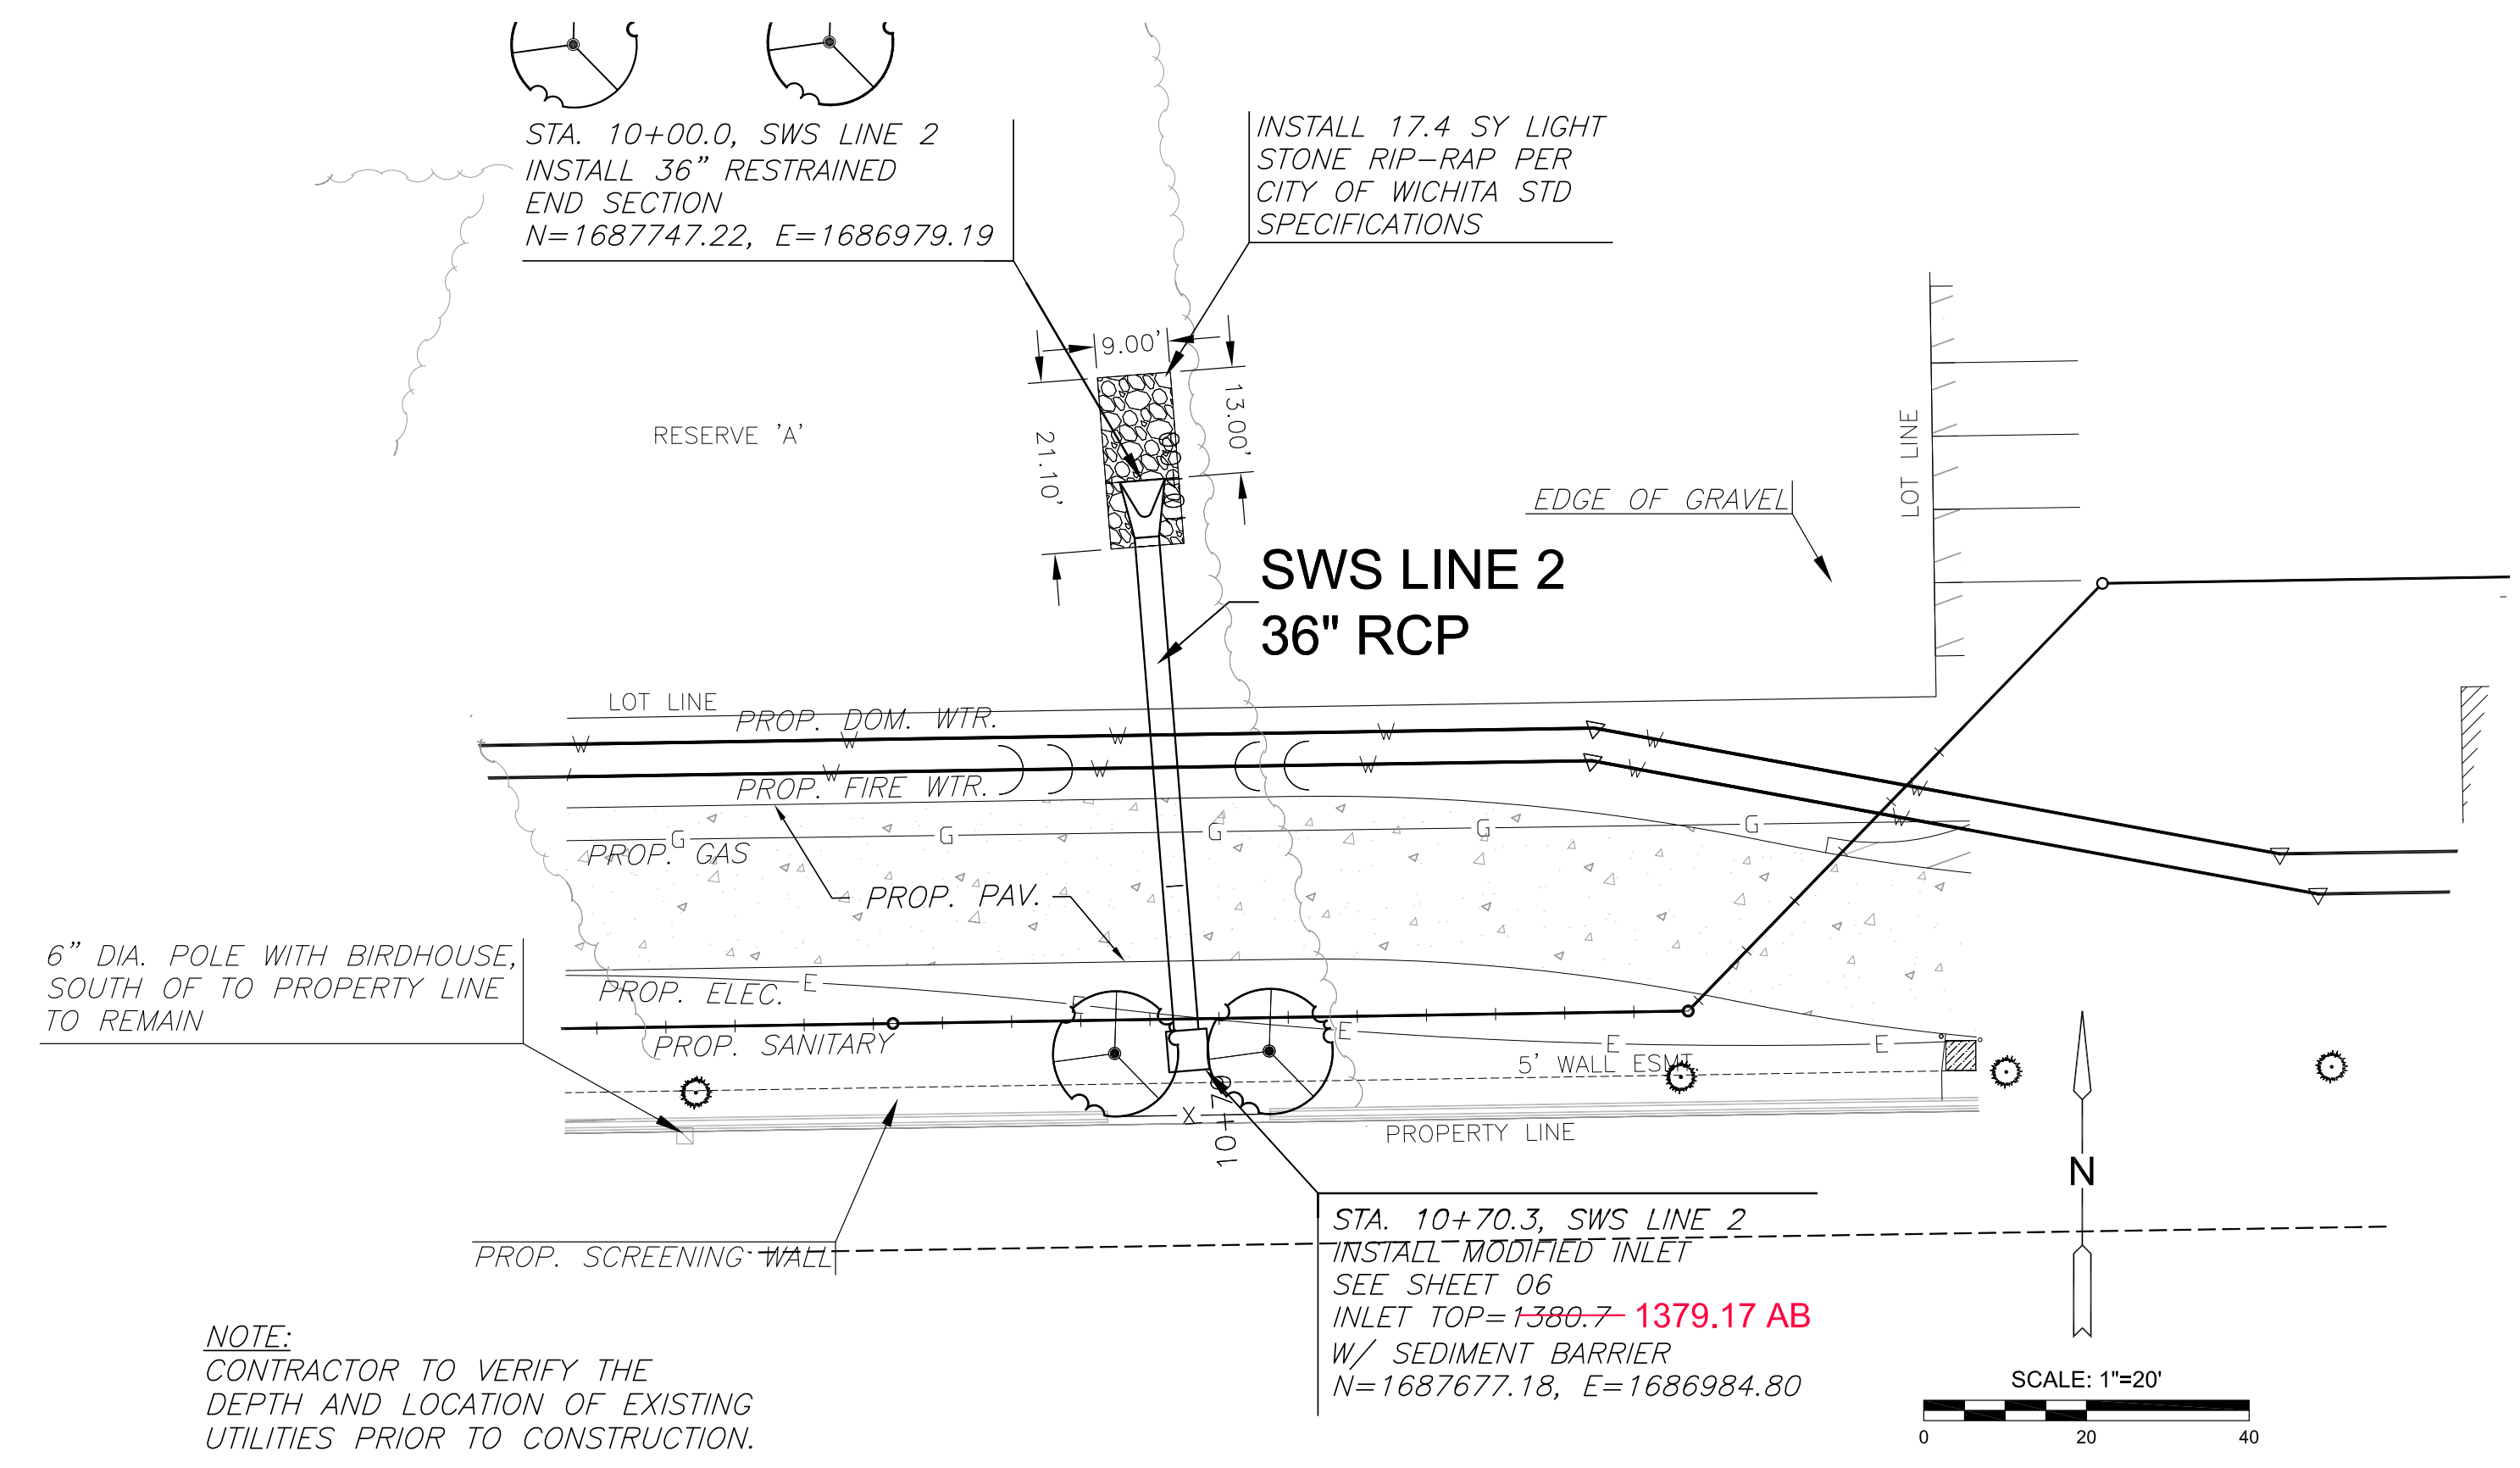 STA. 10+00.0, SWS LINE 2
INSTALL 36" RESTRAINED
END SECTION
N=1687747.22, E=1686979.19
INSTALL 17.4 SY LIGHT
STONE RIP-RAP PER
CITY OF WICHITA STD
SPECIFICATIONS
9.00'
13.00'
21.10'
10+00
RESERVE 'A'
LOT LINE
EDGE OF GRAVEL
SWS LINE 2
36" RCP
LOT LINE
PROP. DOM. WTR.
W W W W W W
W W W W W
PROP. FIRE WTR.
G G G G G
PROP. GAS
PROP. PAV.
6" DIA. POLE WITH BIRDHOUSE,
SOUTH OF TO PROPERTY LINE
TO REMAIN
PROP. ELEC.
E E E E E
PROP. SANITARY
5' WALL ESMT.
X
10+70
PROPERTY LINE
N
PROP. SCREENING WALL
STA. 10+70.3, SWS LINE 2
INSTALL MODIFIED INLET
SEE SHEET 06
INLET TOP=1380.7 1379.17 AB
W/ SEDIMENT BARRIER
N=1687677.18, E=1686984.80
NOTE:
CONTRACTOR TO VERIFY THE
DEPTH AND LOCATION OF EXISTING
UTILITIES PRIOR TO CONSTRUCTION.
SCALE: 1"=20'
0 20 40